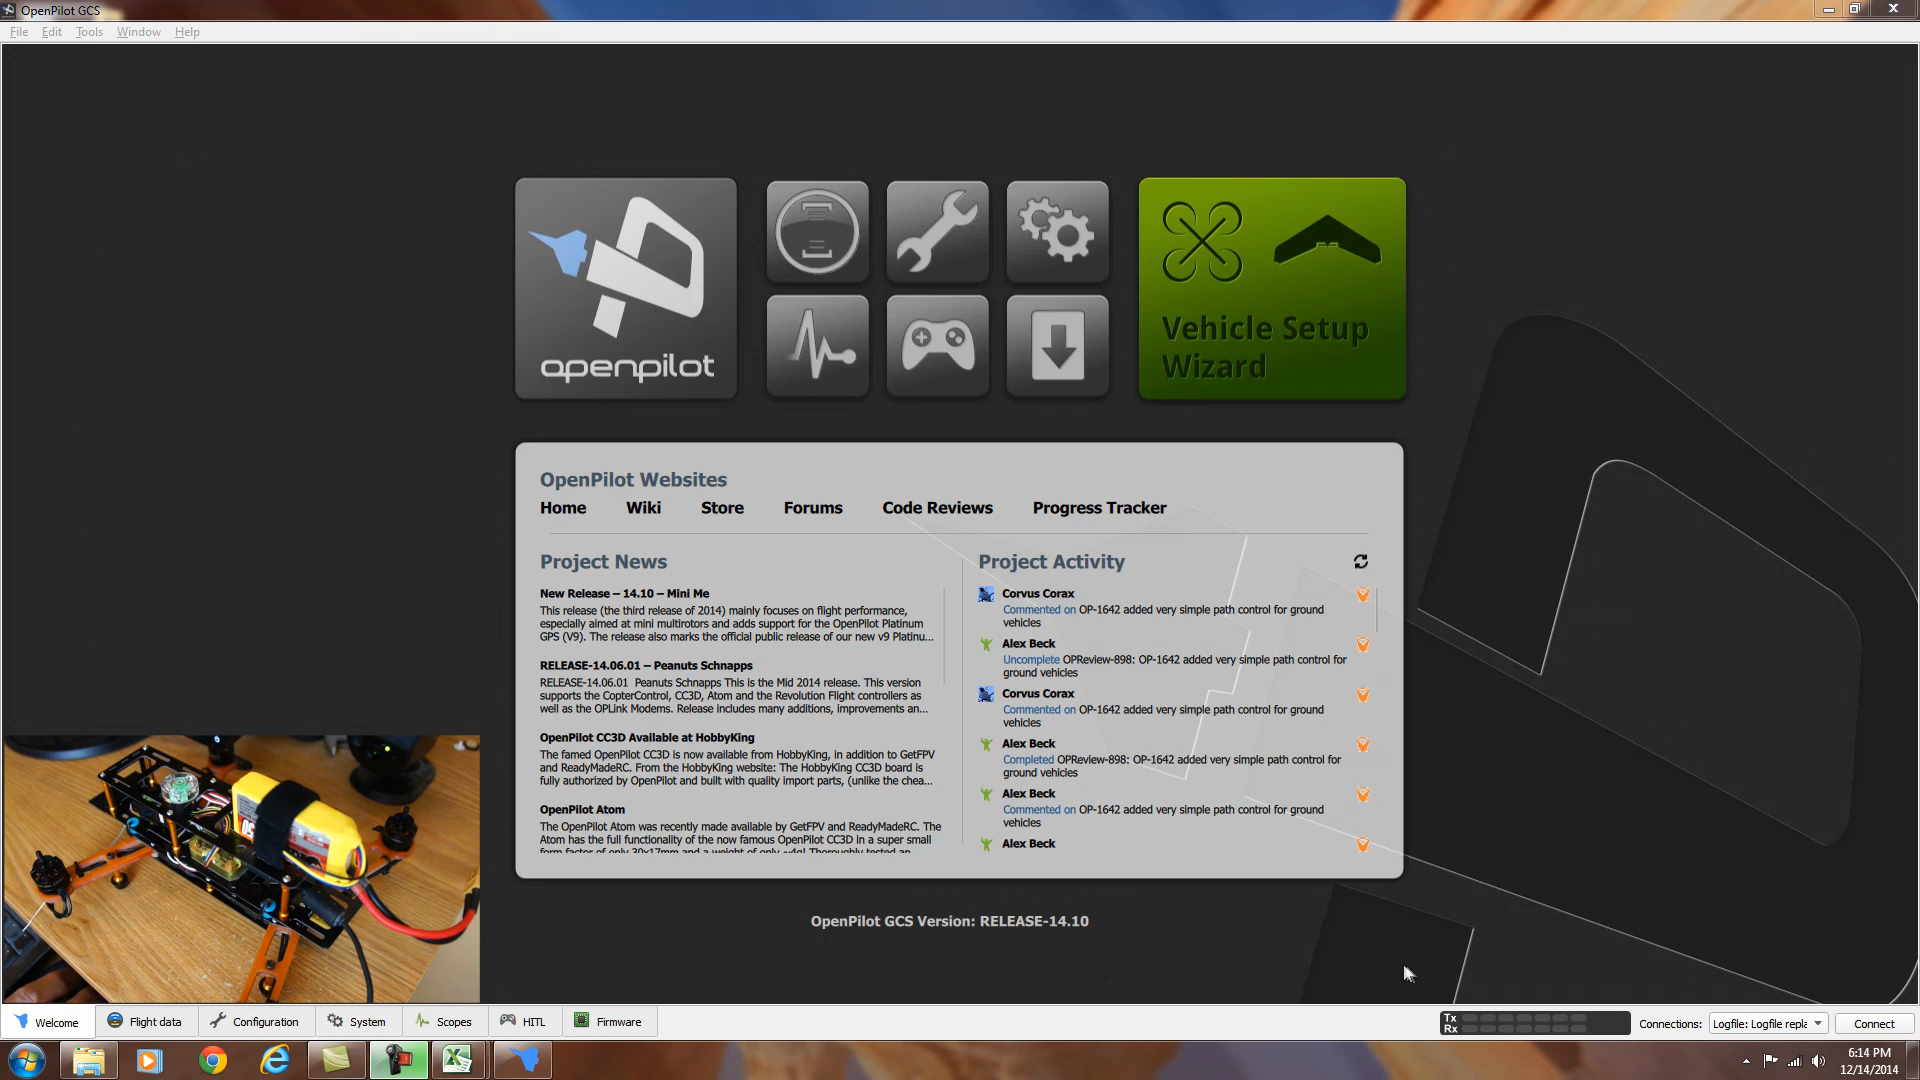 OpenPilot GCS
File Edit Tools Window Help
openpilot
Vehicle Setup
Wizard
OpenPilot Websites
Home Wiki Store Forums Code Reviews Progress Tracker
Project News
New Release – 14.10 – Mini Me
This release (the third release of 2014) mainly focuses on flight performance,
especially aimed at mini multirotors and adds support for the OpenPilot Platinum
GPS (V9). The release also marks the official public release of our new v9 Platinu...
RELEASE-14.06.01 – Peanuts Schnapps
RELEASE-14.06.01 Peanuts Schnapps This is the Mid 2014 release. This version
supports the CopterControl, CC3D, Atom and the Revolution Flight controllers as
well as the OPLink Modems. Release includes many additions, improvements an...
OpenPilot CC3D Available at HobbyKing
The famed OpenPilot CC3D is now available from HobbyKing, in addition to GetFPV
and ReadyMadeRC. From the HobbyKing website: The HobbyKing CC3D board is
fully authorized by OpenPilot and built with quality import parts, (unlike the chea...
OpenPilot Atom
The OpenPilot Atom was recently made available by GetFPV and ReadyMadeRC. The
Atom has the full functionality of the now famous OpenPilot CC3D in a super small
form factor of only 30x17mm and a weight of only ~4g! Thoroughly tested an...
Project Activity
Corvus Corax
Commented on OP-1642 added very simple path control for ground
vehicles
Alex Beck
Uncomplete OPReview-898: OP-1642 added very simple path control for
ground vehicles
Corvus Corax
Commented on OP-1642 added very simple path control for ground
vehicles
Alex Beck
Completed OPReview-898: OP-1642 added very simple path control for
ground vehicles
Alex Beck
Commented on OP-1642 added very simple path control for ground
vehicles
Alex Beck
OpenPilot GCS Version: RELEASE-14.10
Welcome Flight data Configuration System Scopes HITL Firmware
Tx
Rx
Connections: Logfile: Logfile repla Connect
6:14 PM
12/14/2014